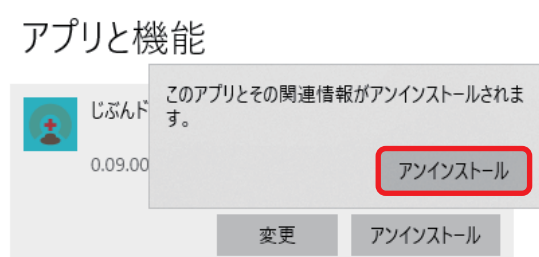 アプリと機能
このアプリとその関連情報がアンインストールされま
す。
じぶんド
0.09.00
アンインストール
変更 アンインストール